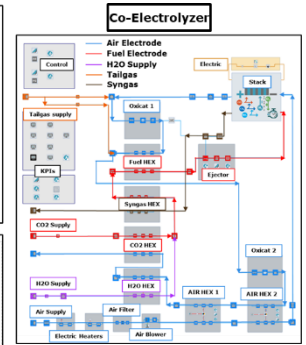 Co-Electrolyzer
Air Electrode
Fuel Electrode
H2O Supply
Tailgas
Syngas
Control
Electric
Stack
Oxicat 1
Tailgas supply
Fuel HEX
Ejector
KPIs
Syngas HEX
CO2 Supply
CO2 HEX
Oxicat 2
H2O Supply
H2O HEX
AIR HEX 1
AIR HEX 2
Air Supply
Air Filter
Electric Heaters
Air Blower